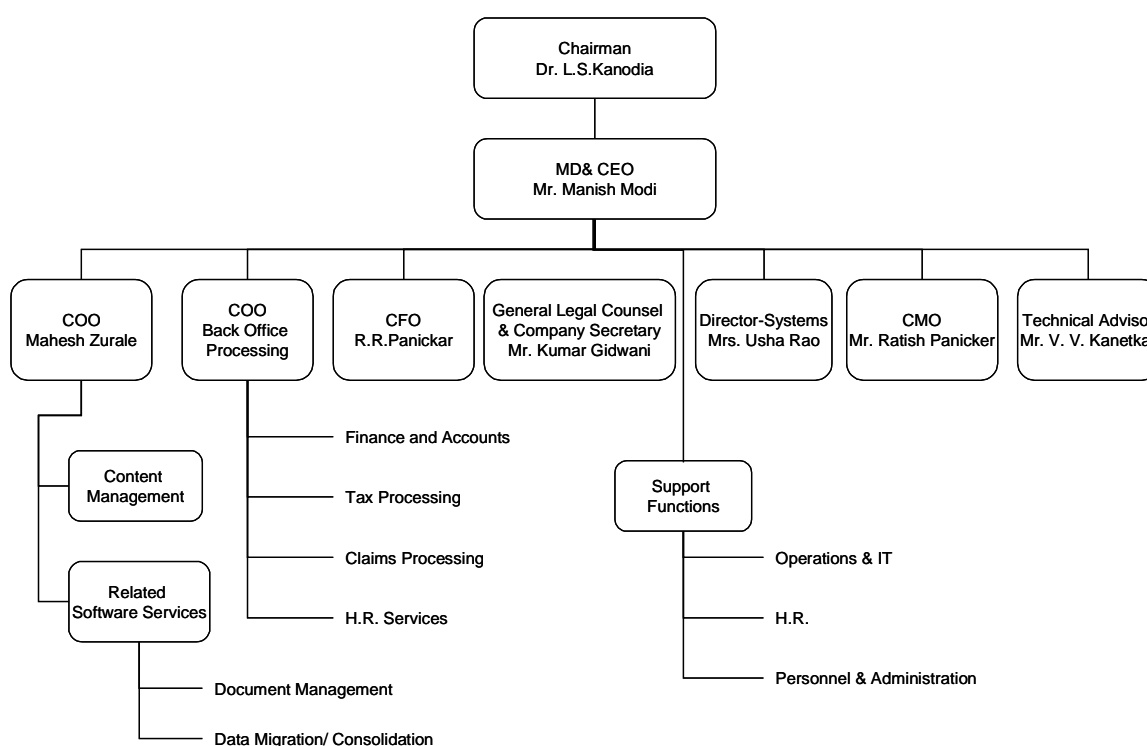 Chairman
Dr. L.S.Kanodia
MD& CEO
Mr. Manish Modi
COO
Mahesh Zurale
COO
Back Office
Processing
CFO
R.R.Panickar
General Legal Counsel
& Company Secretary
Mr. Kumar Gidwani
Director-Systems
Mrs. Usha Rao
CMO
Mr. Ratish Panicker
Technical
Mr. V. V.
Content
Management
Related
Software Services
Document Management
Data Migration/ Consolidation
Finance and Accounts
Tax Processing
Claims Processing
H.R. Services
Support
Functions
Operations & IT
H.R.
Personnel & Administration